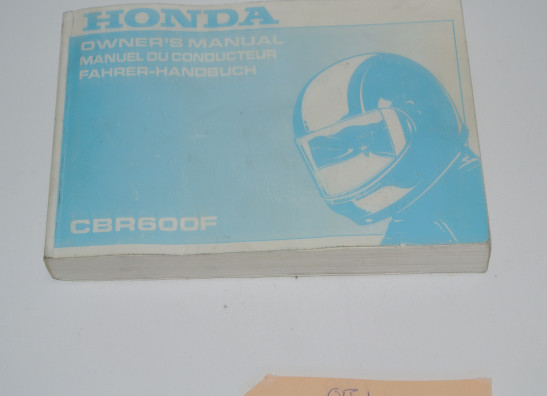 HONDA
OWNER'S MANUAL
MANUEL DU CONDUCTEUR
FAHRER-HANDBUCH
CBR600F